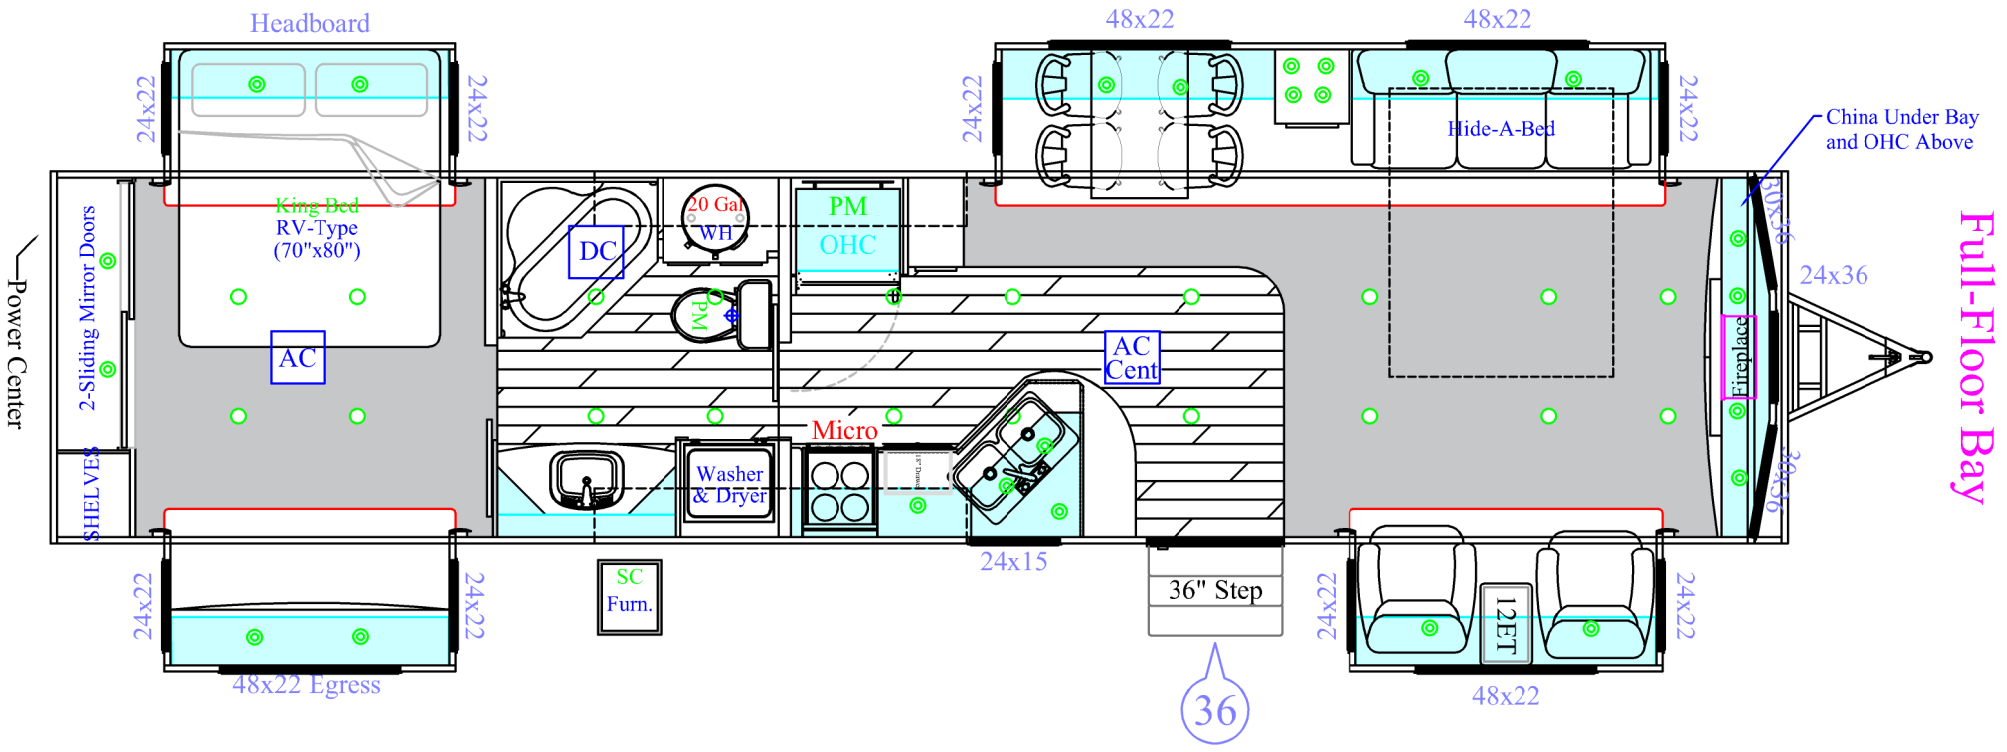 Headboard
48x22
48x22
24x22
24x22
24x22
24x22
China Under Bay
and OHC Above
Hide-A-Bed
King Bed
RV-Type
(70"x80")
20 Gal
WH
PM
OHC
DC
30x36
24x36
Full-Floor Bay
Power Center
2-Sliding Mirror Doors
AC
PM
AC
Cent
Fireplace
Micro
SHELVES
Washer
& Dryer
30x36
24x15
SC
Furn.
36" Step
24x22
24x22
24x22
24x22
12ET
48x22 Egress
48x22
36